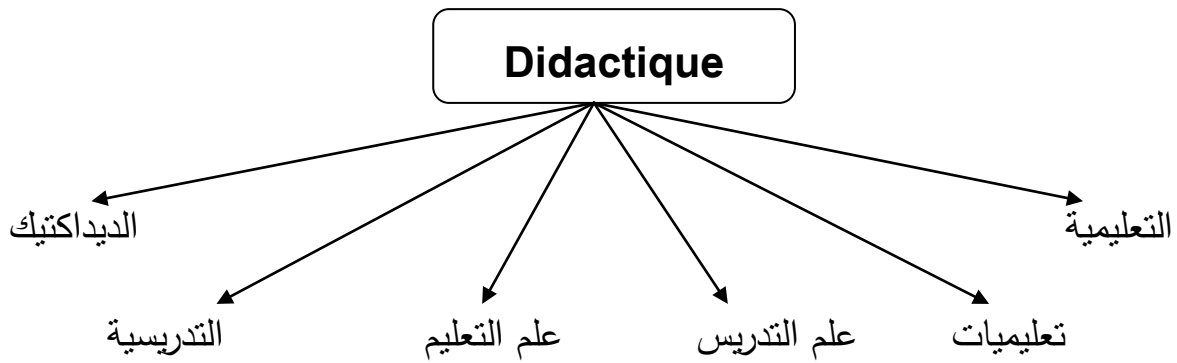 Didactique
التعليمية
الديداكتيك
تعليميات
علم التدريس
علم التعليم
التدريسية